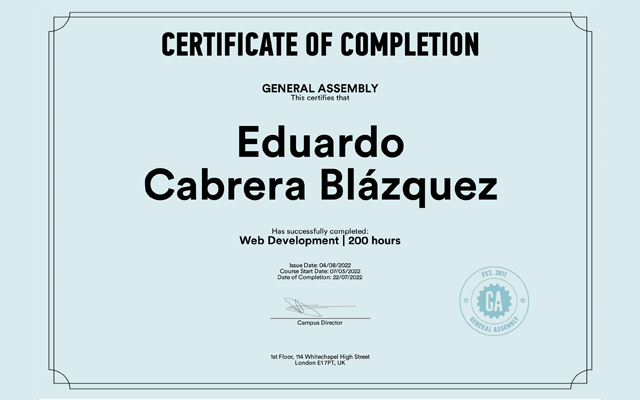 CERTIFICATE OF COMPLETION
GENERAL ASSEMBLY
This certifies that
Eduardo
Cabrera Blázquez
Has successfully completed:
Web Development | 200 hours
Issue Date: 04/08/2022
Course Start Date: 07/03/2022
Date of Completion: 22/07/2022
EST. 2011
GA
GENERAL ASSEMBLY
Campus Director
1st Floor, 114 Whitechapel High Street
London E1 7PT, UK